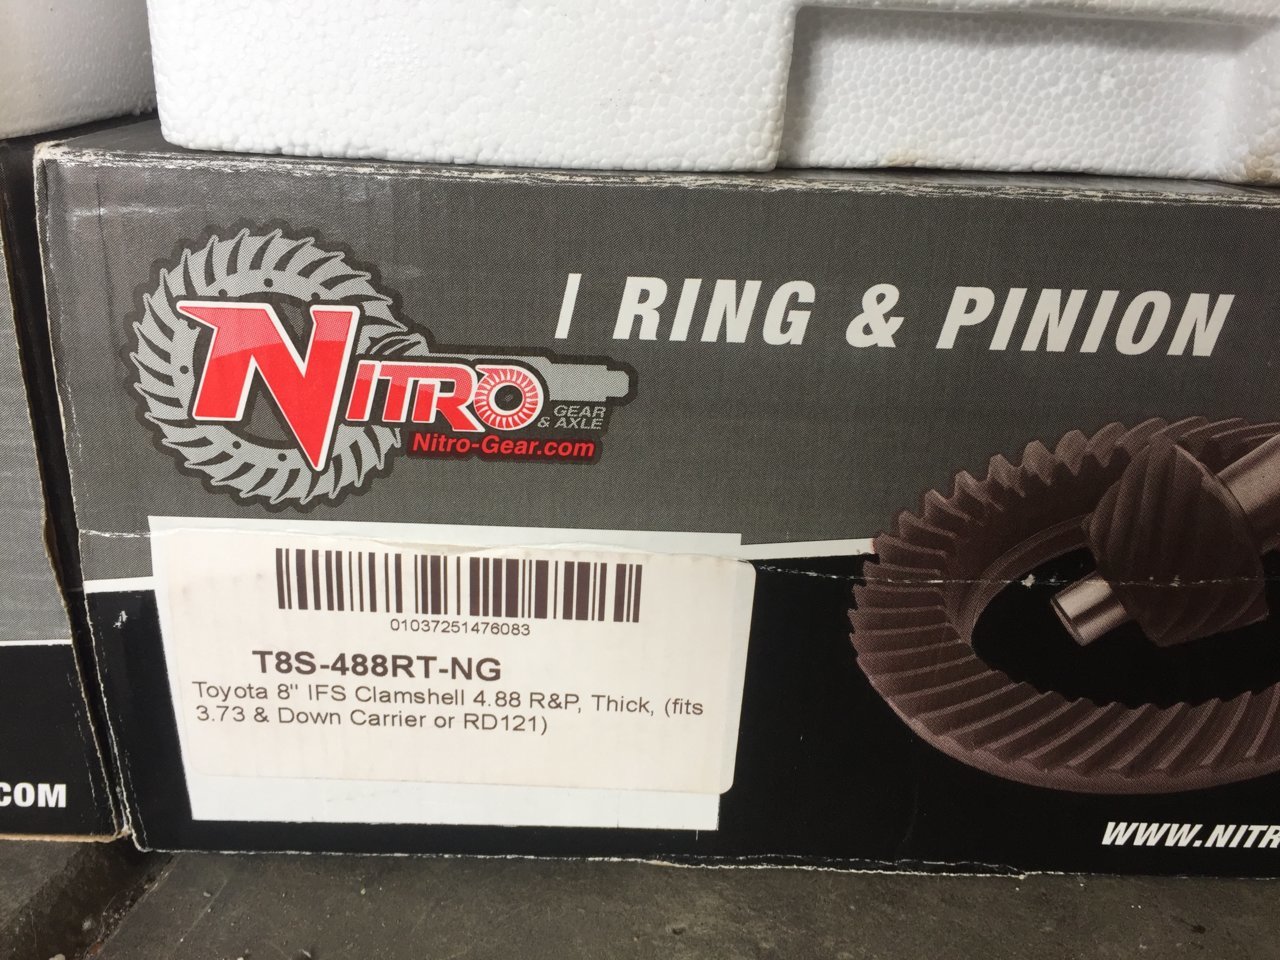 | RING & PINION
NITRO
GEAR
& AXLE
Nitro-Gear.com
01037251476083
T8S-488RT-NG
Toyota 8" IFS Clamshell 4.88 R&P, Thick, (fits
3.73 & Down Carrier or RD121)
.COM
WWW.NITR